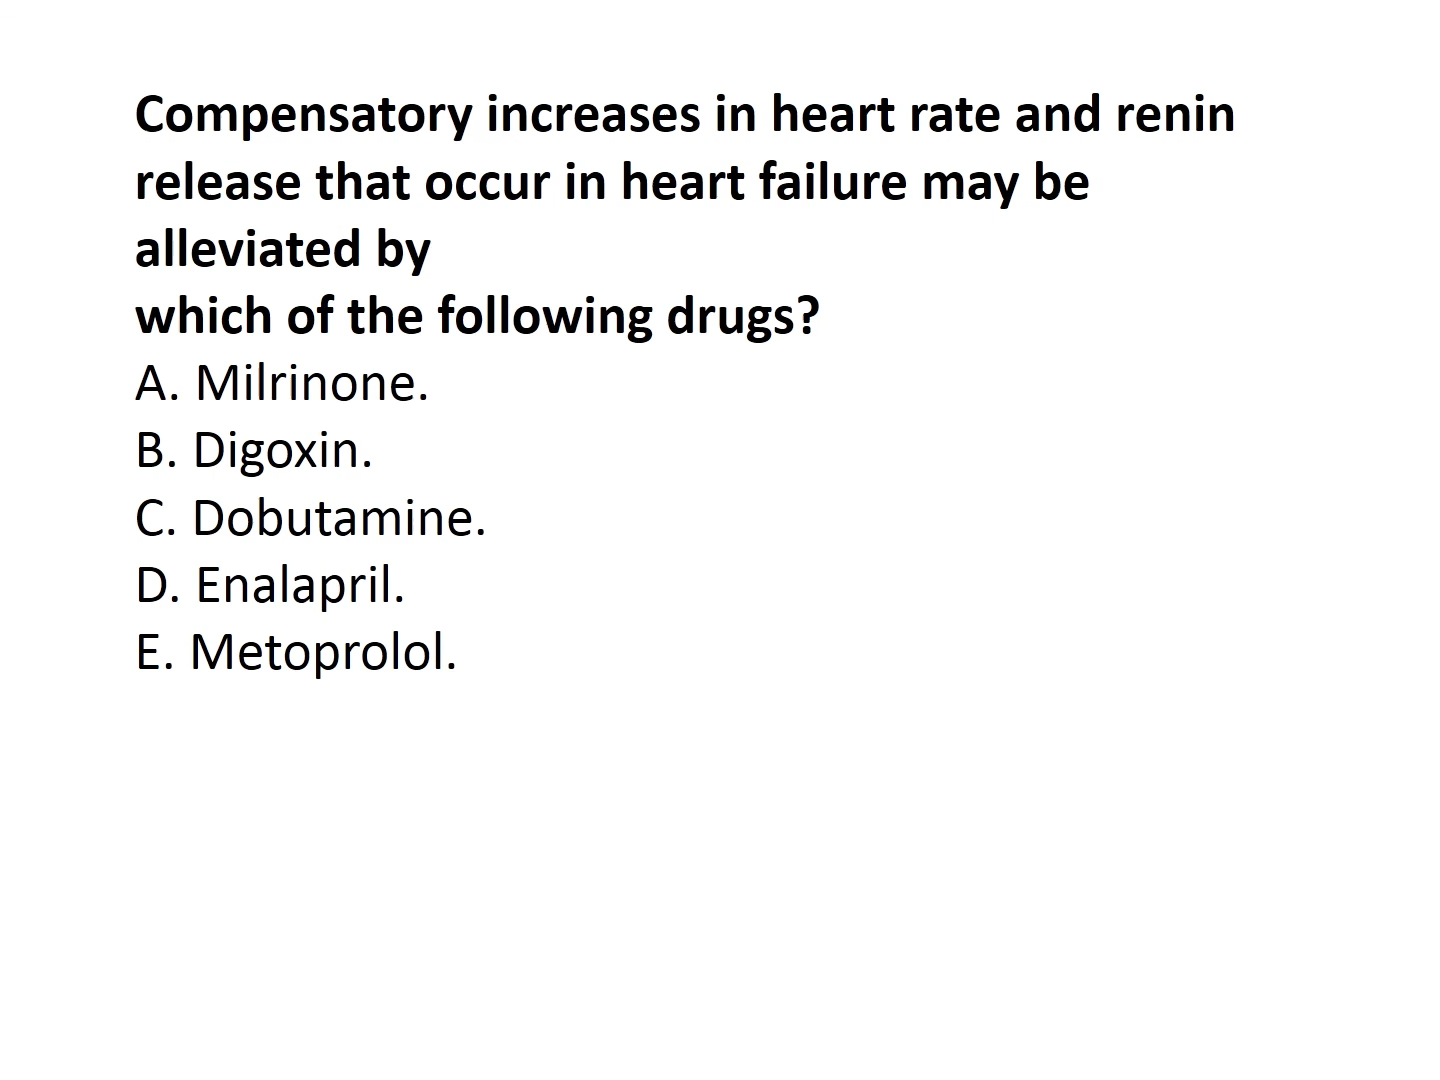 Compensatory increases in heart rate and renin
release that occur in heart failure may be
alleviated by
which of the following drugs?
A. Milrinone.
B. Digoxin.
C. Dobutamine.
D. Enalapril.
E. Metoprolol.